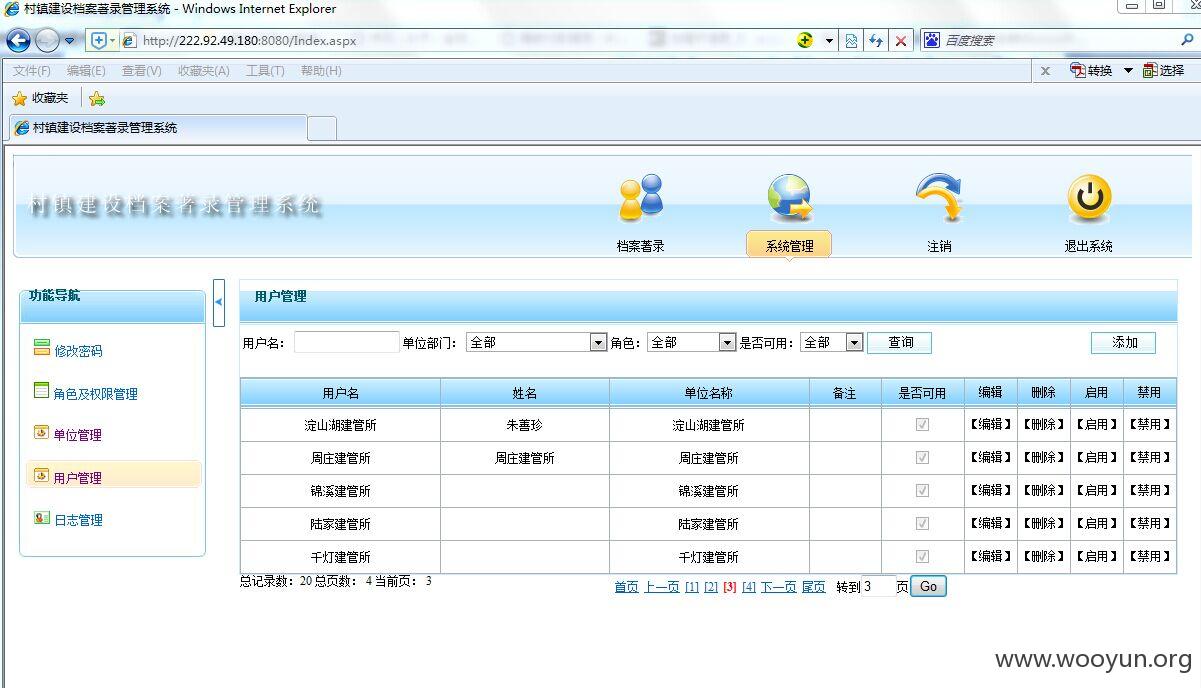 村镇建设档案著录管理系统 - Windows Internet Explorer
http://222.92.49.180:8080/Index.aspx
百度搜索
文件(F) 编辑(E) 查看(V) 收藏夹(A) 工具(T) 帮助(H)
x 转换 选择
收藏夹
村镇建设档案著录管理系统
村镇建设档案著录管理系统
档案著录 系统管理 注销 退出系统
功能导航
修改密码
角色及权限管理
单位管理
用户管理
日志管理
用户管理
用户名： 单位部门： 全部 角色： 全部 是否可用： 全部 查询 添加
用户名 姓名 单位名称 备注 是否可用 编辑 删除 启用 禁用
淀山湖建管所 朱善珍 淀山湖建管所 【编辑】 【删除】 【启用】 【禁用】
周庄建管所 周庄建管所 周庄建管所 【编辑】 【删除】 【启用】 【禁用】
锦溪建管所 锦溪建管所 【编辑】 【删除】 【启用】 【禁用】
陆家建管所 陆家建管所 【编辑】 【删除】 【启用】 【禁用】
千灯建管所 千灯建管所 【编辑】 【删除】 【启用】 【禁用】
总记录数：20 总页数： 4 当前页： 3
首页 上一页 [1] [2] [3] [4] 下一页 尾页 转到 3 页 Go
www.wooyun.org